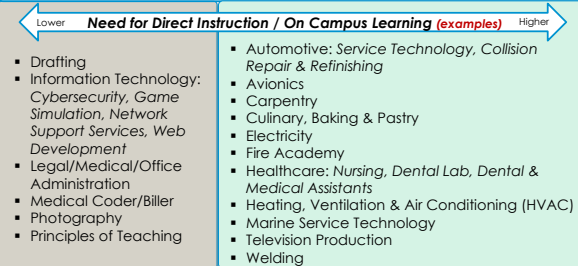 Lower Need for Direct Instruction / On Campus Learning (examples) Higher
▪ Drafting
▪ Information Technology:
Cybersecurity, Game
Simulation, Network
Support Services, Web
Development
▪ Legal/Medical/Office
Administration
▪ Medical Coder/Biller
▪ Photography
▪ Principles of Teaching
▪ Automotive: Service Technology, Collision
Repair & Refinishing
▪ Avionics
▪ Carpentry
▪ Culinary, Baking & Pastry
▪ Electricity
▪ Fire Academy
▪ Healthcare: Nursing, Dental Lab, Dental &
Medical Assistants
▪ Heating, Ventilation & Air Conditioning (HVAC)
▪ Marine Service Technology
▪ Television Production
▪ Welding